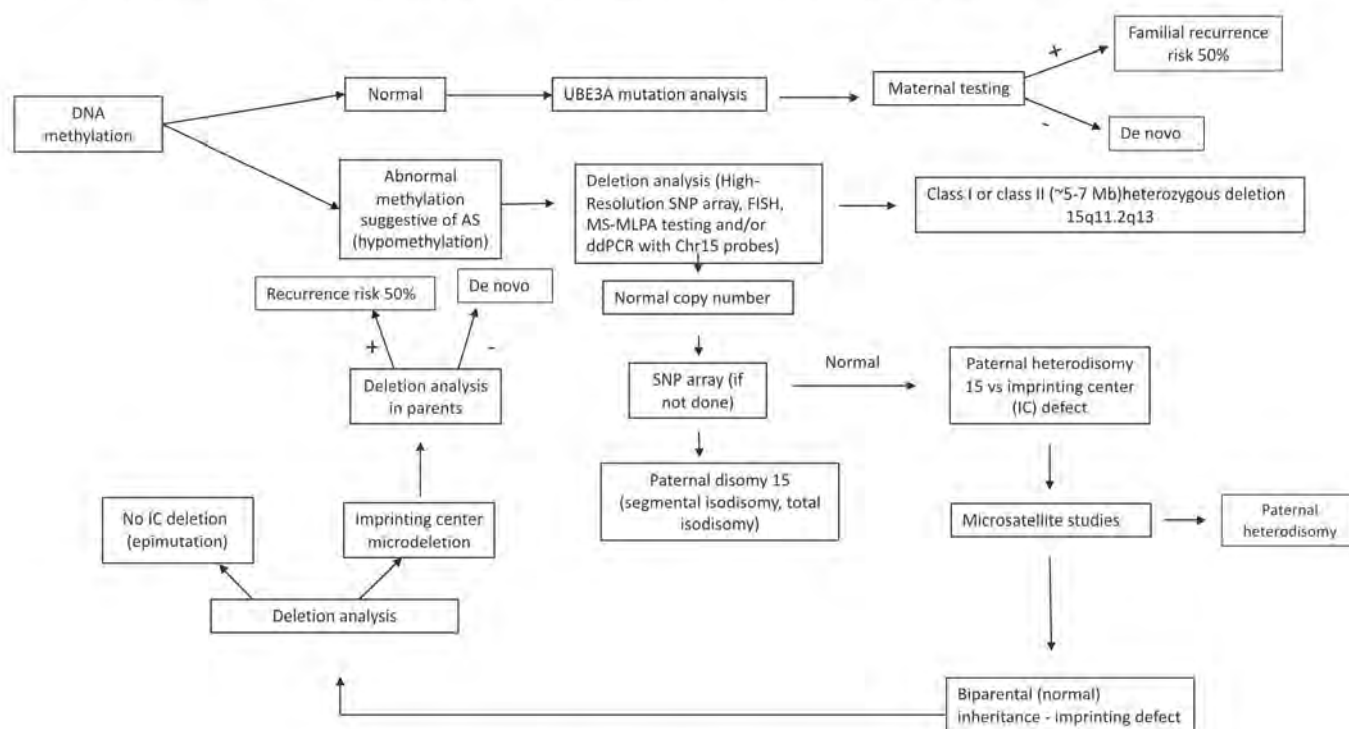 Familial recurrence
risk 50%
+
Normal
UBE3A mutation analysis
Maternal testing
DNA
methylation
-
De novo
Abnormal
methylation
suggestive of AS
(hypomethylation)
Deletion analysis (High-
Resolution SNP array, FISH,
MS-MLPA testing and/or
ddPCR with Chr15 probes)
Class I or class II (~5-7 Mb)heterozygous deletion
15q11.2q13
Recurrence risk 50%
De novo
Normal copy number
+
-
Deletion analysis
in parents
SNP array (if
not done)
Normal
Paternal heterodisomy
15 vs imprinting center
(IC) defect
Paternal disomy 15
(segmental isodisomy, total
isodisomy)
No IC deletion
(epimutation)
Imprinting center
microdeletion
Microsatellite studies
Paternal
heterodisomy
Deletion analysis
Biparental (normal)
inheritance - imprinting defect